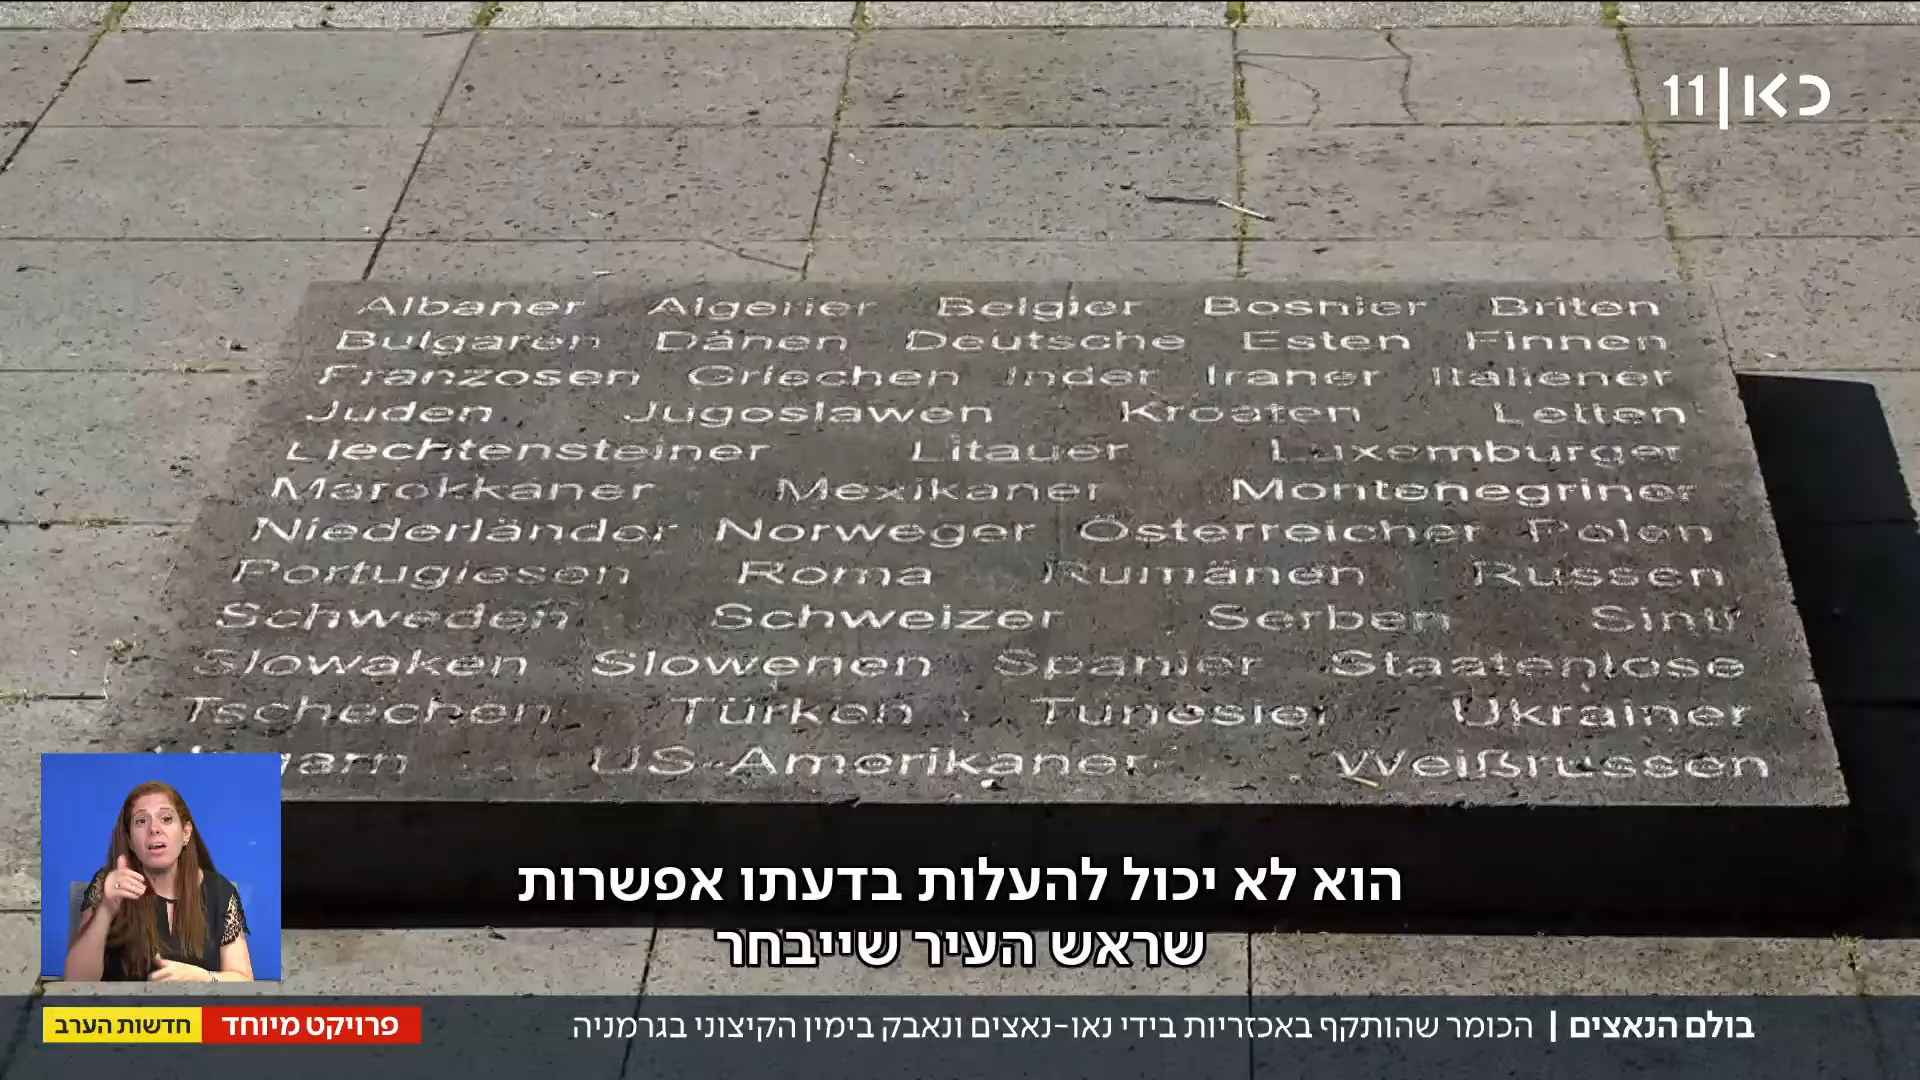 כאן|11
Albaner Algerier Belgier Bosnier Briten
Bulgaren Dänen Deutsche Esten Finnen
Franzosen Griechen Inder Iraner Italiener
Juden Jugoslawen Kroaten Letten
Liechtensteiner Litauer Luxemburger
Marokkaner Mexikaner Montenegriner
Niederländer Norweger Österreicher Polen
Portugiesen Roma Rumänen Russen
Schweden Schweizer Serben Sinti
Slowaken Slowenen Spanier Staatenlose
Tschechen Türken Tunesier Ukrainer
US-Amerikaner Weißrussen
הוא לא יכול להעלות בדעתו אפשרות
שראש העיר שייבחר
בולם הנאצים | הכומר שהותקף באכזריות בידי נאו-נאצים ונאבק בימין הקיצוני בגרמניה
פרויקט מיוחד חדשות הערב